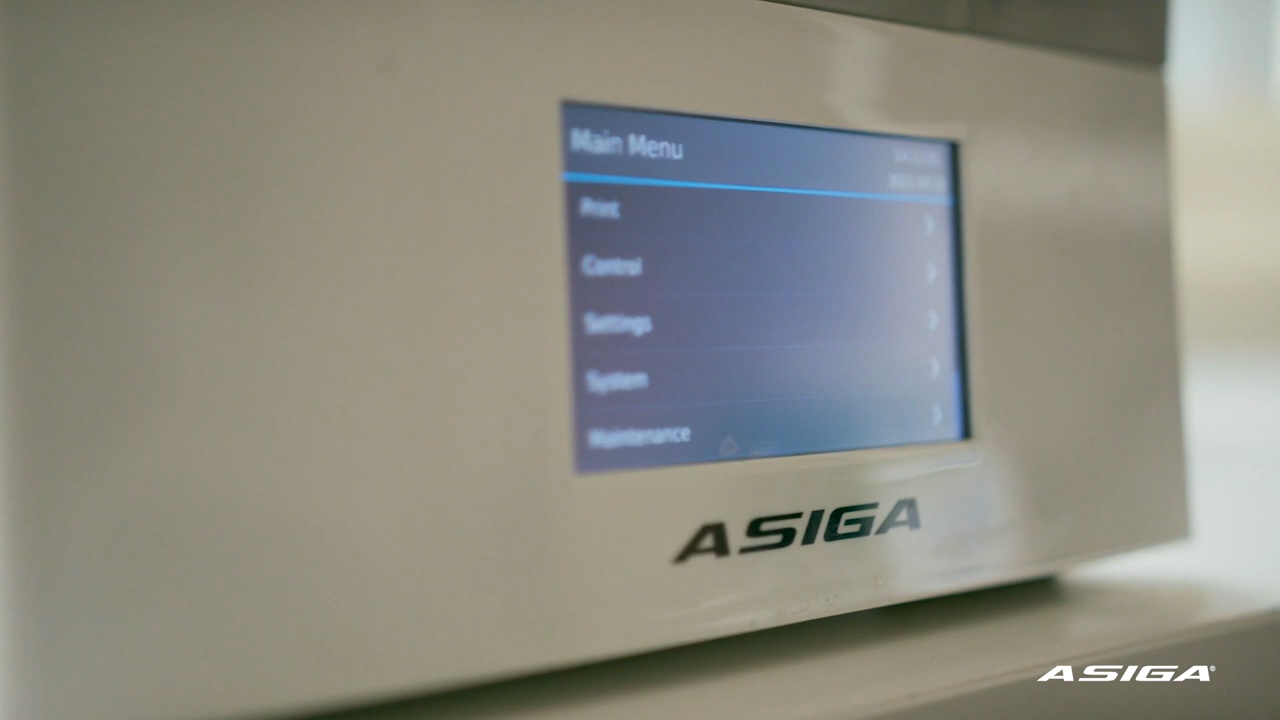 Main Menu
Print
Control
Settings
System
Maintenance
ASIGA
ASIGA®